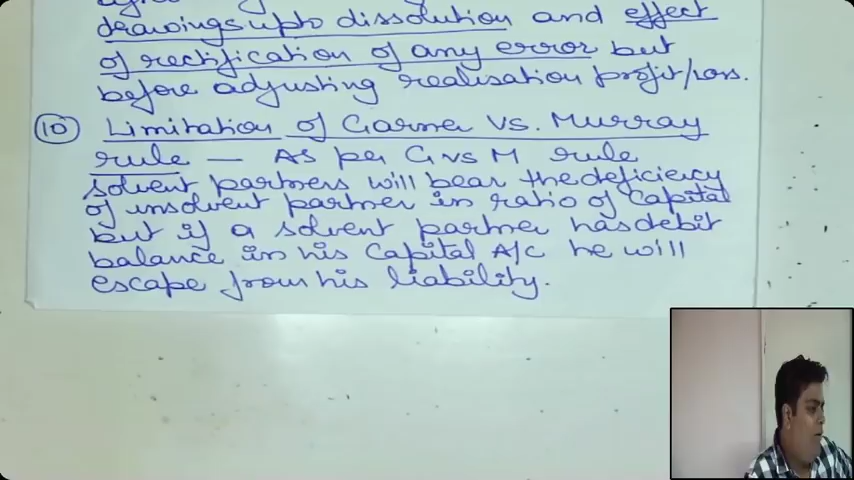 drawings upto dissolution and effect
of rectification of any error but
before adjusting realisation profit/loss.
10 Limitation of Garner Vs. Murray
rule — As per G vs M rule
solvent partners will bear the deficiency
of insolvent partner in ratio of Capital
but if a solvent partner has debit
balance in his Capital A/C he will
escape from his liability.